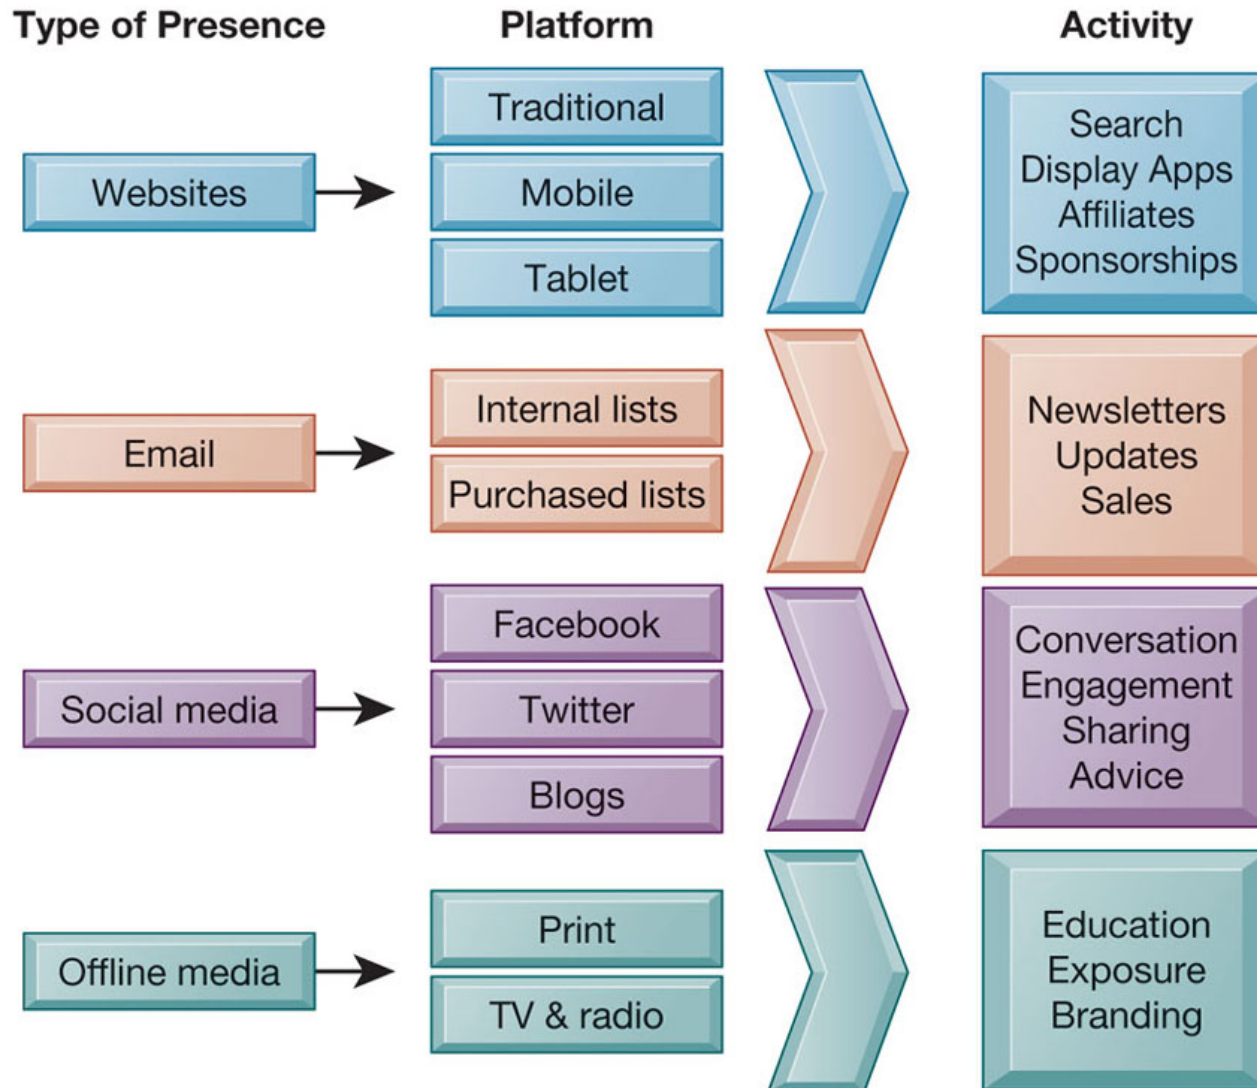 Type of Presence
Platform
Activity
Websites
Traditional
Mobile
Tablet
Search
Display Apps
Affiliates
Sponsorships
Email
Internal lists
Purchased lists
Newsletters
Updates
Sales
Social media
Facebook
Twitter
Blogs
Conversation
Engagement
Sharing
Advice
Offline media
Print
TV & radio
Education
Exposure
Branding